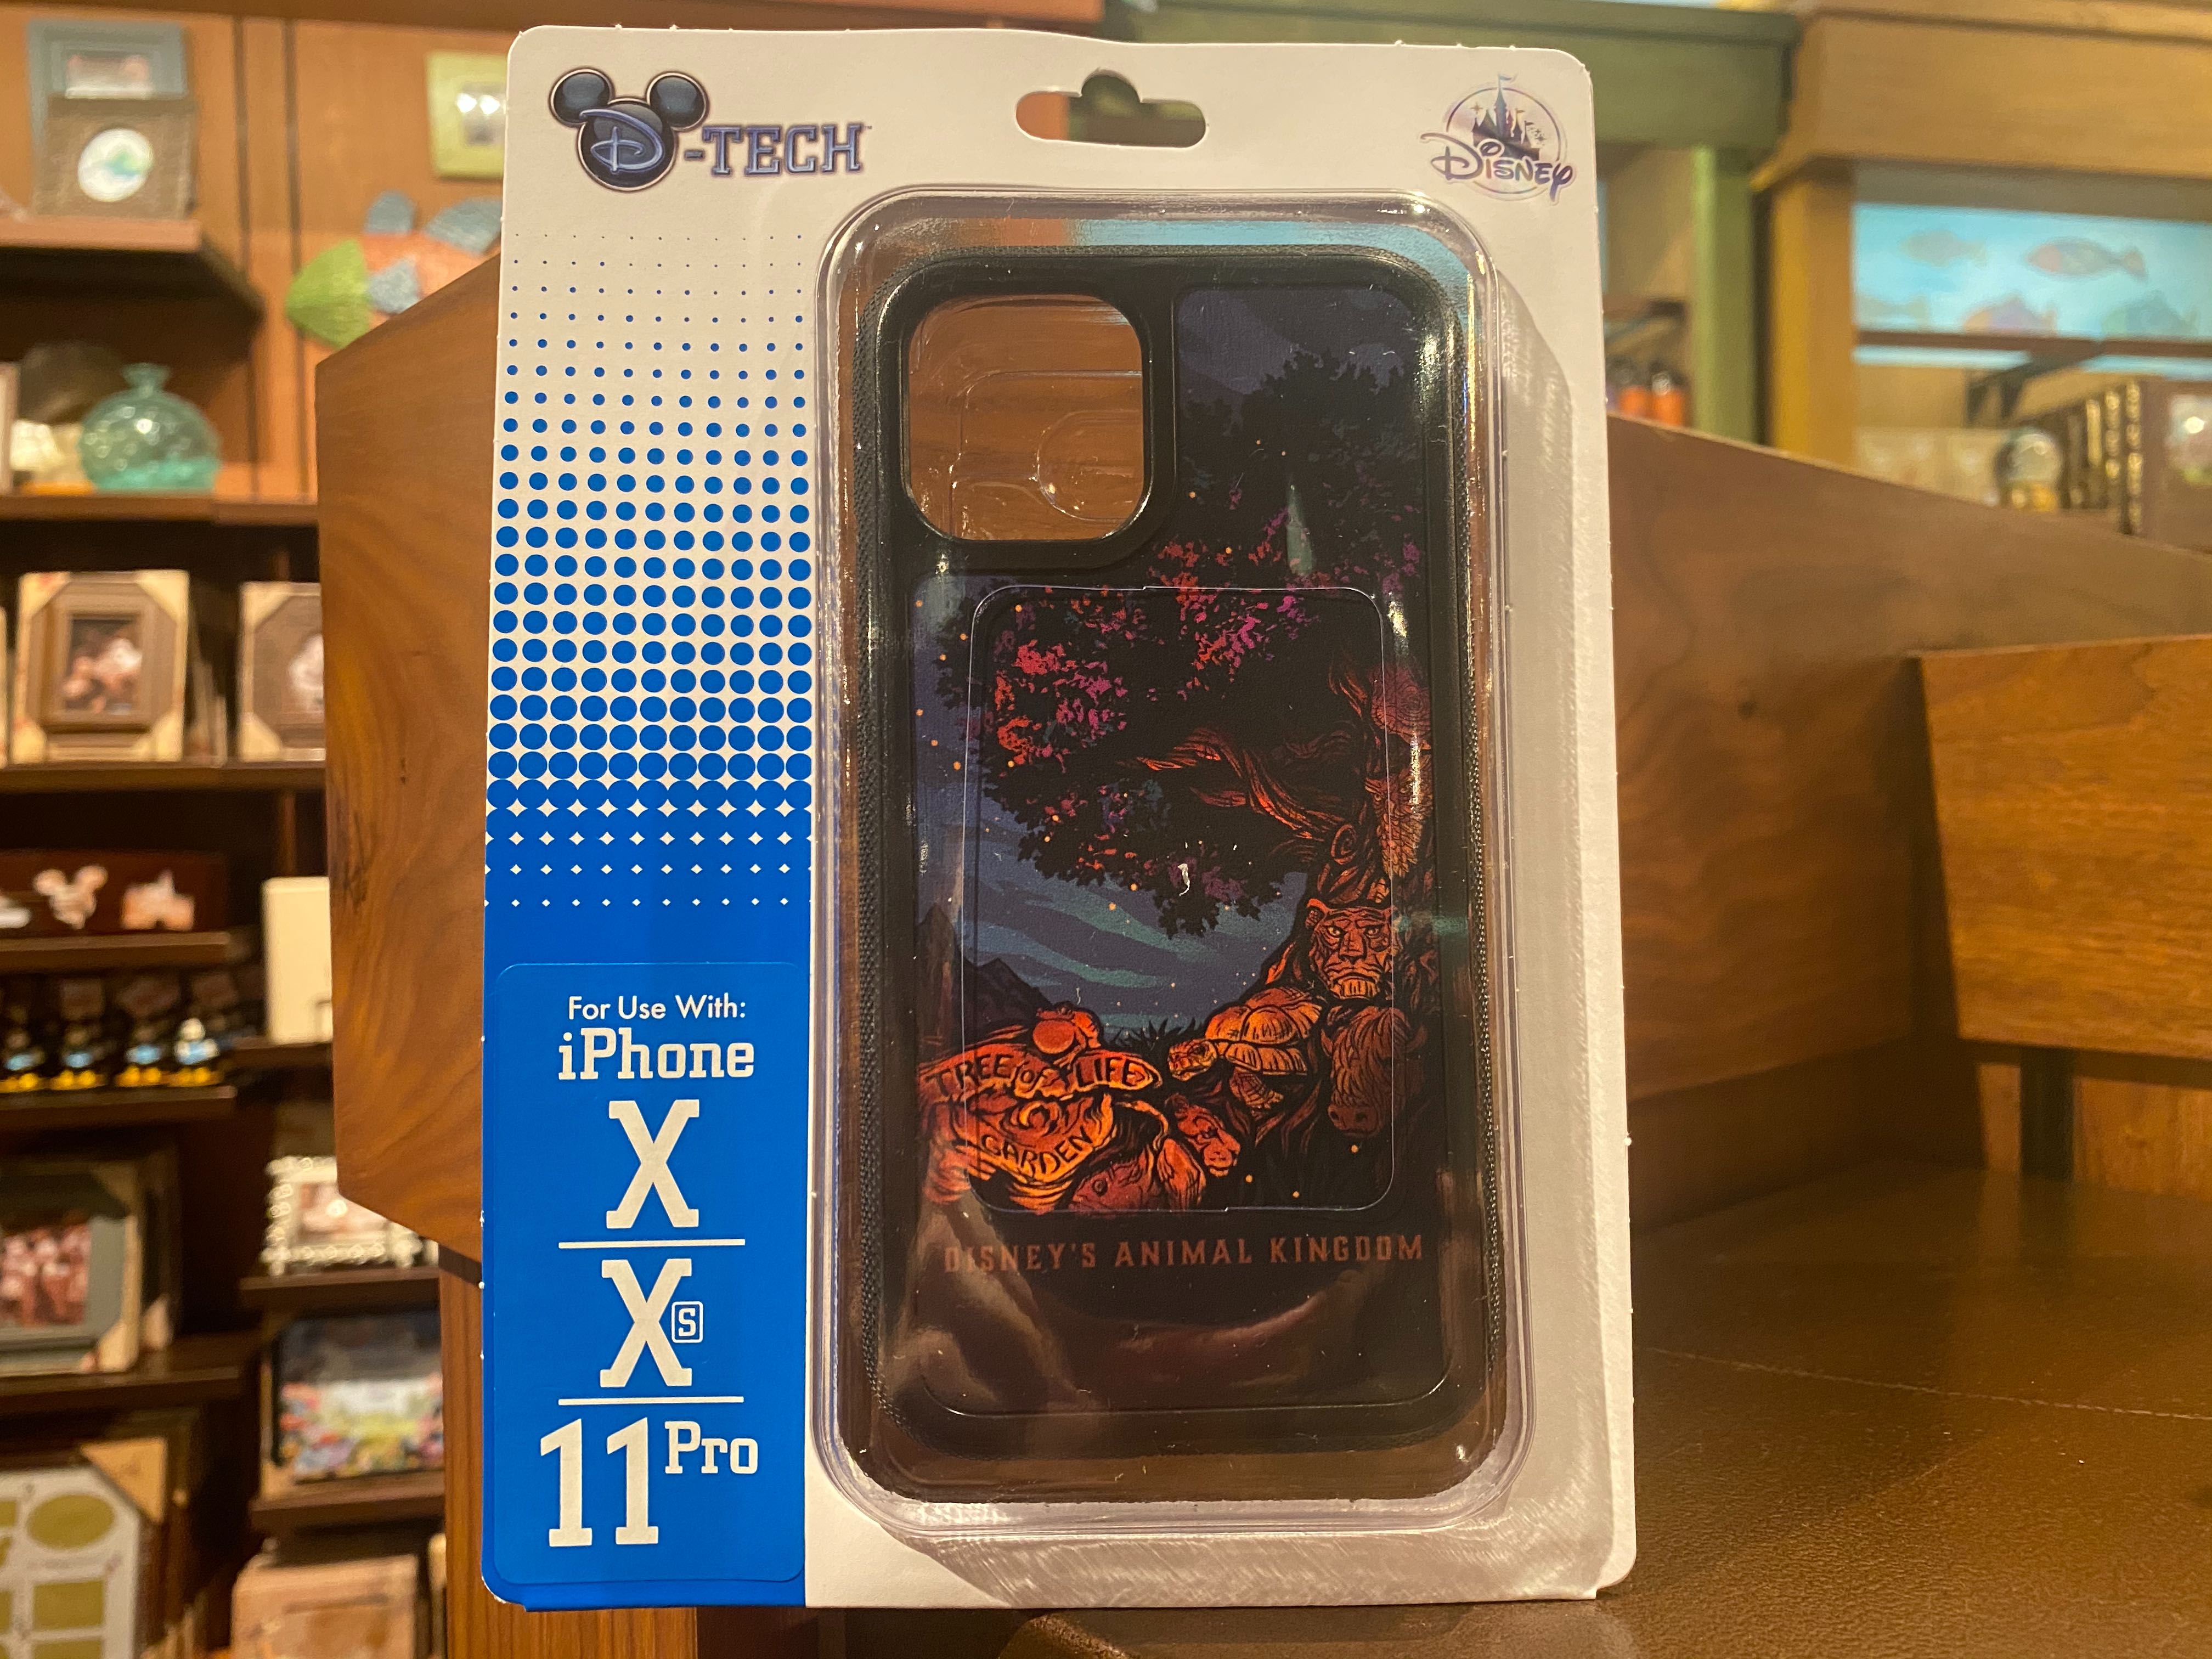 D-TECH
DISNEY
For Use With:
iPhone
X
XS
11 Pro
TREE OF LIFE
GARDEN
DISNEY'S ANIMAL KINGDOM